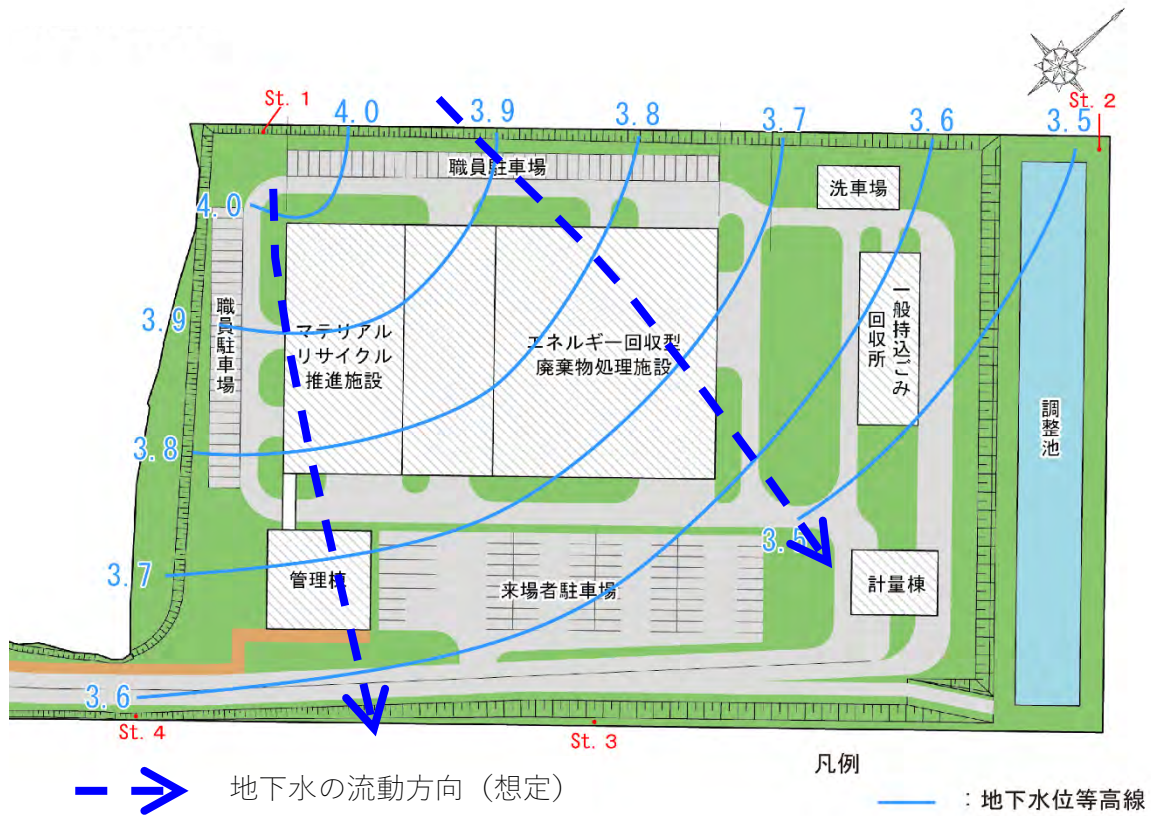 St. 1
4.0
3.9
3.8
3.7
3.6
3.5
St. 2
職員駐車場
洗車場
4.0
職員駐車場
3.9
マテリアル
リサイクル
推進施設
エネルギー回収型
廃棄物処理施設
一般持込ごみ
回収所
調整池
3.8
3.5
3.7
管理棟
来場者駐車場
計量棟
3.6
St. 4
St. 3
地下水の流動方向（想定）
凡例
：地下水位等高線